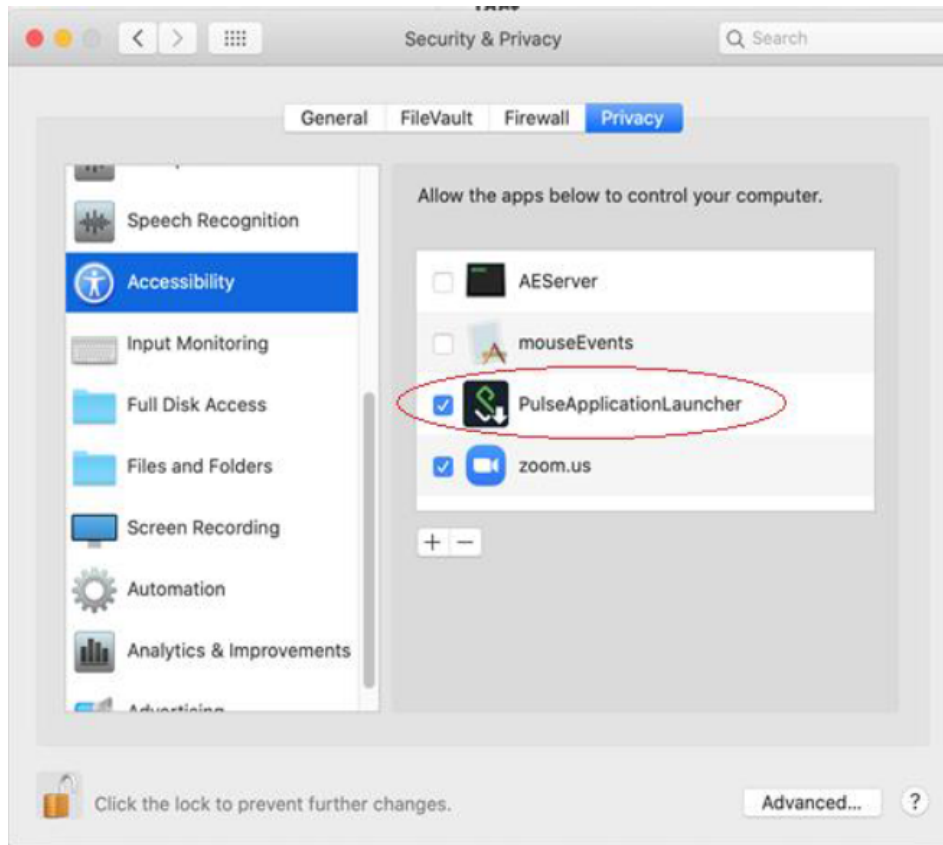 Security & Privacy
Search
General FileVault Firewall Privacy
Speech Recognition
Accessibility
Input Monitoring
Full Disk Access
Files and Folders
Screen Recording
Automation
Analytics & Improvements
Advertising
Allow the apps below to control your computer.
AEServer
mouseEvents
PulseApplicationLauncher
zoom.us
+ −
Click the lock to prevent further changes.
Advanced... ?